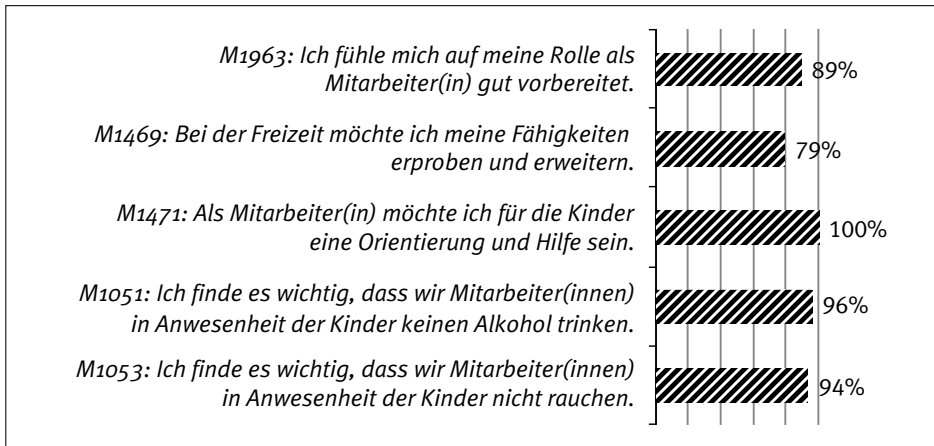 M1963: Ich fühle mich auf meine Rolle als
Mitarbeiter(in) gut vorbereitet.
89%
M1469: Bei der Freizeit möchte ich meine Fähigkeiten
erproben und erweitern.
79%
M1471: Als Mitarbeiter(in) möchte ich für die Kinder
eine Orientierung und Hilfe sein.
100%
M1051: Ich finde es wichtig, dass wir Mitarbeiter(innen)
in Anwesenheit der Kinder keinen Alkohol trinken.
96%
M1053: Ich finde es wichtig, dass wir Mitarbeiter(innen)
in Anwesenheit der Kinder nicht rauchen.
94%